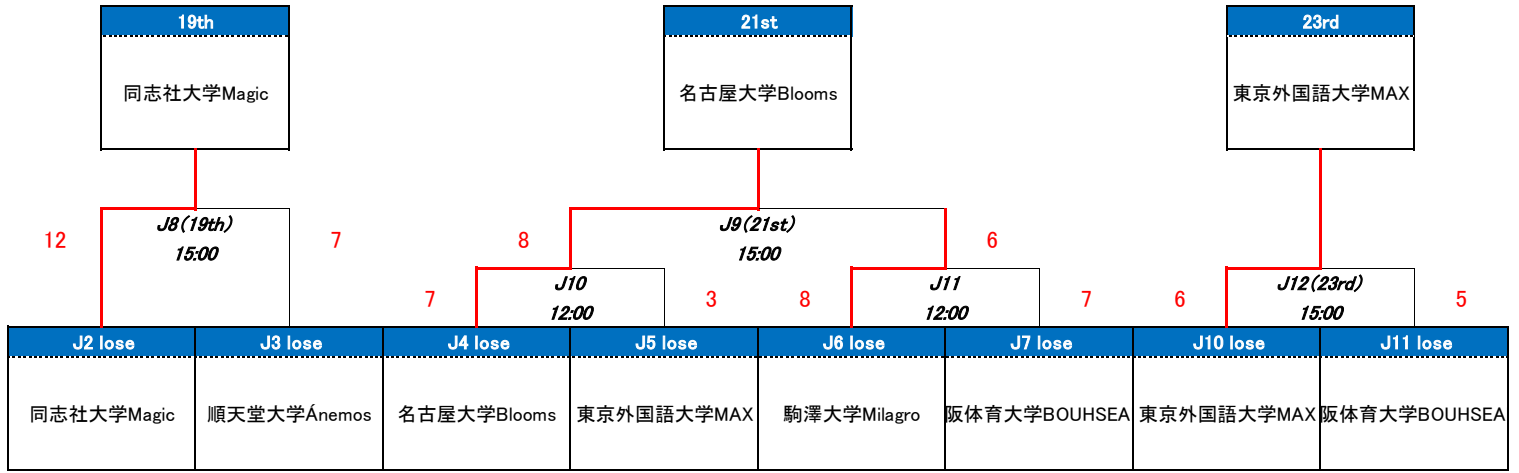 19th
21st
23rd
同志社大学Magic
名古屋大学Blooms
東京外国語大学MAX
12
J8(19th)
15:00
7
8
J9(21st)
15:00
6
7
J10
12:00
3
8
J11
12:00
7
6
J12(23rd)
15:00
5
J2 lose
J3 lose
J4 lose
J5 lose
J6 lose
J7 lose
J10 lose
J11 lose
同志社大学Magic
順天堂大学Ánemos
名古屋大学Blooms
東京外国語大学MAX
駒澤大学Milagro
阪体育大学BOUHSEA
東京外国語大学MAX
阪体育大学BOUHSEA